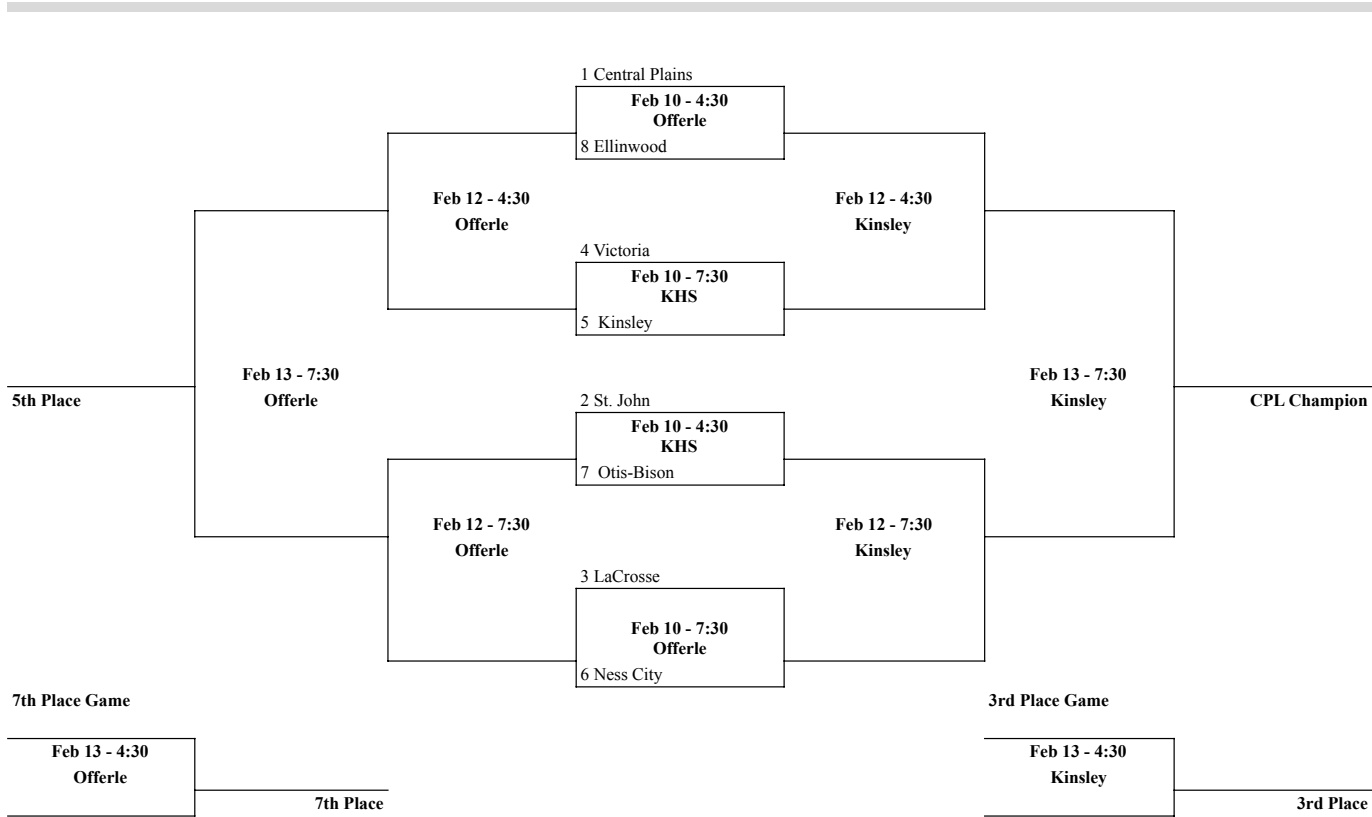 1 Central Plains
Feb 10 - 4:30
Offerle
8 Ellinwood
Feb 12 - 4:30
Offerle
Feb 12 - 4:30
Kinsley
4 Victoria
Feb 10 - 7:30
KHS
5  Kinsley
Feb 13 - 7:30
Offerle
5th Place
Feb 13 - 7:30
Kinsley
CPL Champion
2 St. John
Feb 10 - 4:30
KHS
7  Otis-Bison
Feb 12 - 7:30
Offerle
Feb 12 - 7:30
Kinsley
3 LaCrosse
Feb 10 - 7:30
Offerle
6 Ness City
7th Place Game
Feb 13 - 4:30
Offerle
7th Place
3rd Place Game
Feb 13 - 4:30
Kinsley
3rd Place